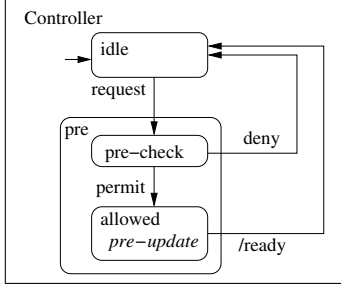 Controller
idle
request
pre
pre-check
deny
permit
allowed
pre-update
/ready